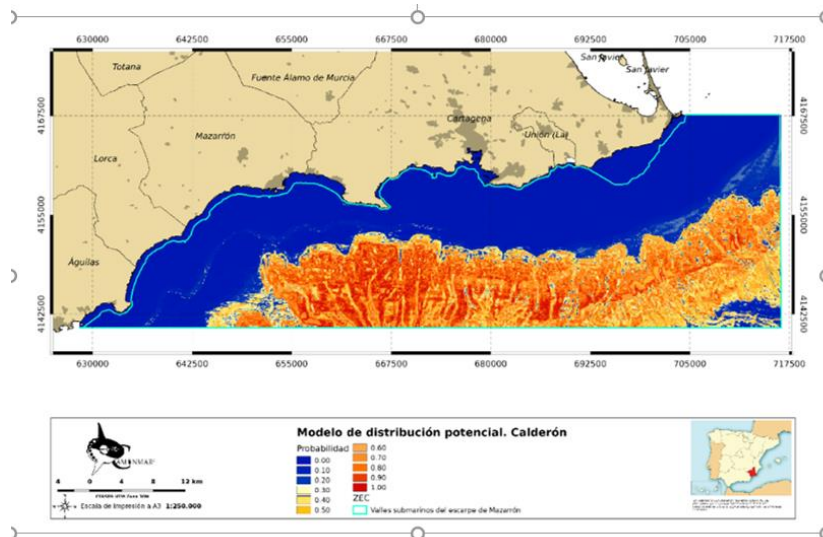 630000 642500 655000 667500 680000 692500 705000 717500
Totana
Fuente Álamo de Murcia
San Javier
San Javier
Cartagena
Unión (La)
Mazarrón
Lorca
Águilas
4167500
4155000
4142500
4167500
4155000
4142500
630000 642500 655000 667500 680000 692500 705000 717500
Modelo de distribución potencial. Calderón
Probabilidad
0.00
0.10
0.20
0.30
0.40
0.50
0.60
0.70
0.80
0.90
1.00
ZEC
Valles submarinos del escarpe de Mazarrón
4 0 4 8 12 km
Escala de impresión a A3 1:250.000